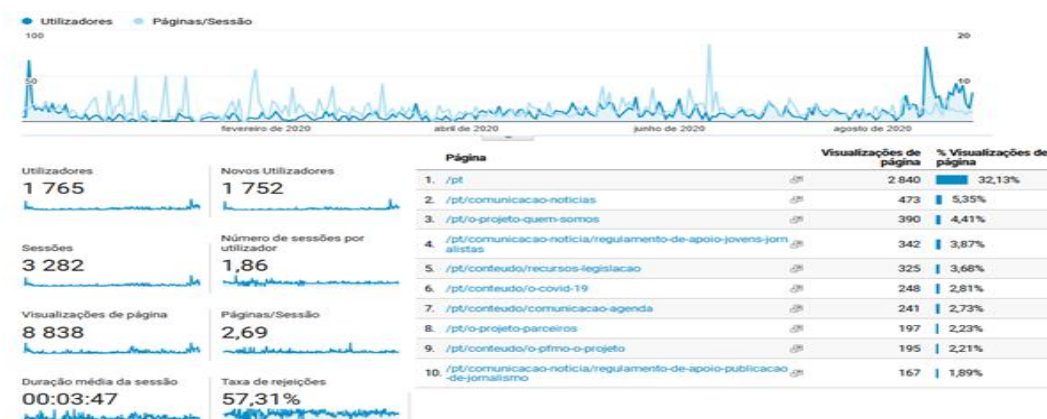 Utilizadores Páginas/Sessão
100 20
50 10
fevereiro de 2020 abril de 2020 junho de 2020 agosto de 2020
Utilizadores
1 765
Novos Utilizadores
1 752
Sessões
3 282
Número de sessões por
utilizador
1,86
Visualizações de página
8 838
Páginas/Sessão
2,69
Duração média da sessão
00:03:47
Taxa de rejeições
57,31%
Página Visualizações de página % Visualizações de página
1. /pt 2 840 32,13%
2. /pt/comunicacao-noticias 473 5,35%
3. /pt/o-projeto-quem-somos 390 4,41%
4. /pt/comunicacao-noticia/regulamento-de-apoio-jovens-jorn
alistas 342 3,87%
5. /pt/conteudo/recursos-legislacao 325 3,68%
6. /pt/conteudo/o-covid-19 248 2,81%
7. /pt/conteudo/comunicacao-agenda 241 2,73%
8. /pt/o-projeto-parceiros 197 2,23%
9. /pt/conteudo/o-pfmo-o-projeto 195 2,21%
10. /pt/comunicacao-noticia/regulamento-de-apoio-publicacao
-de-jornalismo 167 1,89%